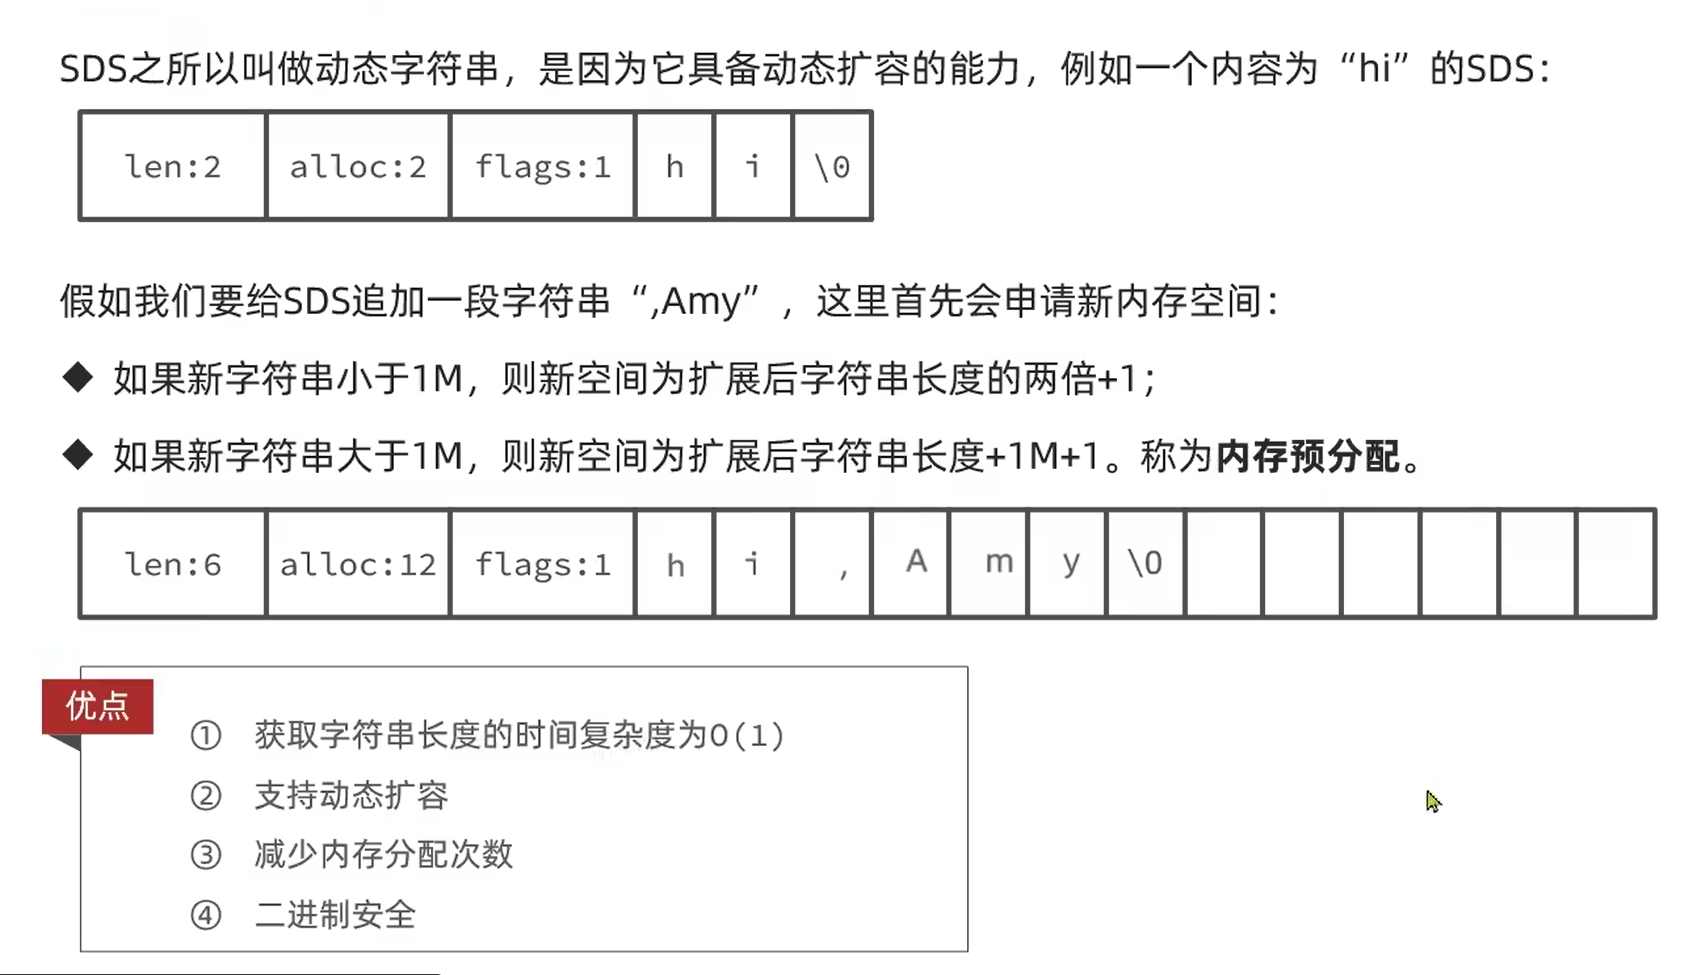 SDS之所以叫做动态字符串，是因为它具备动态扩容的能力，例如一个内容为“hi”的SDS：
len:2 alloc:2 flags:1 h i \0
假如我们要给SDS追加一段字符串“,Amy”，这里首先会申请新内存空间：
◆ 如果新字符串小于1M，则新空间为扩展后字符串长度的两倍+1；
◆ 如果新字符串大于1M，则新空间为扩展后字符串长度+1M+1。称为内存预分配。
len:6 alloc:12 flags:1 h i , A m y \0
优点
① 获取字符串长度的时间复杂度为O(1)
② 支持动态扩容
③ 减少内存分配次数
④ 二进制安全